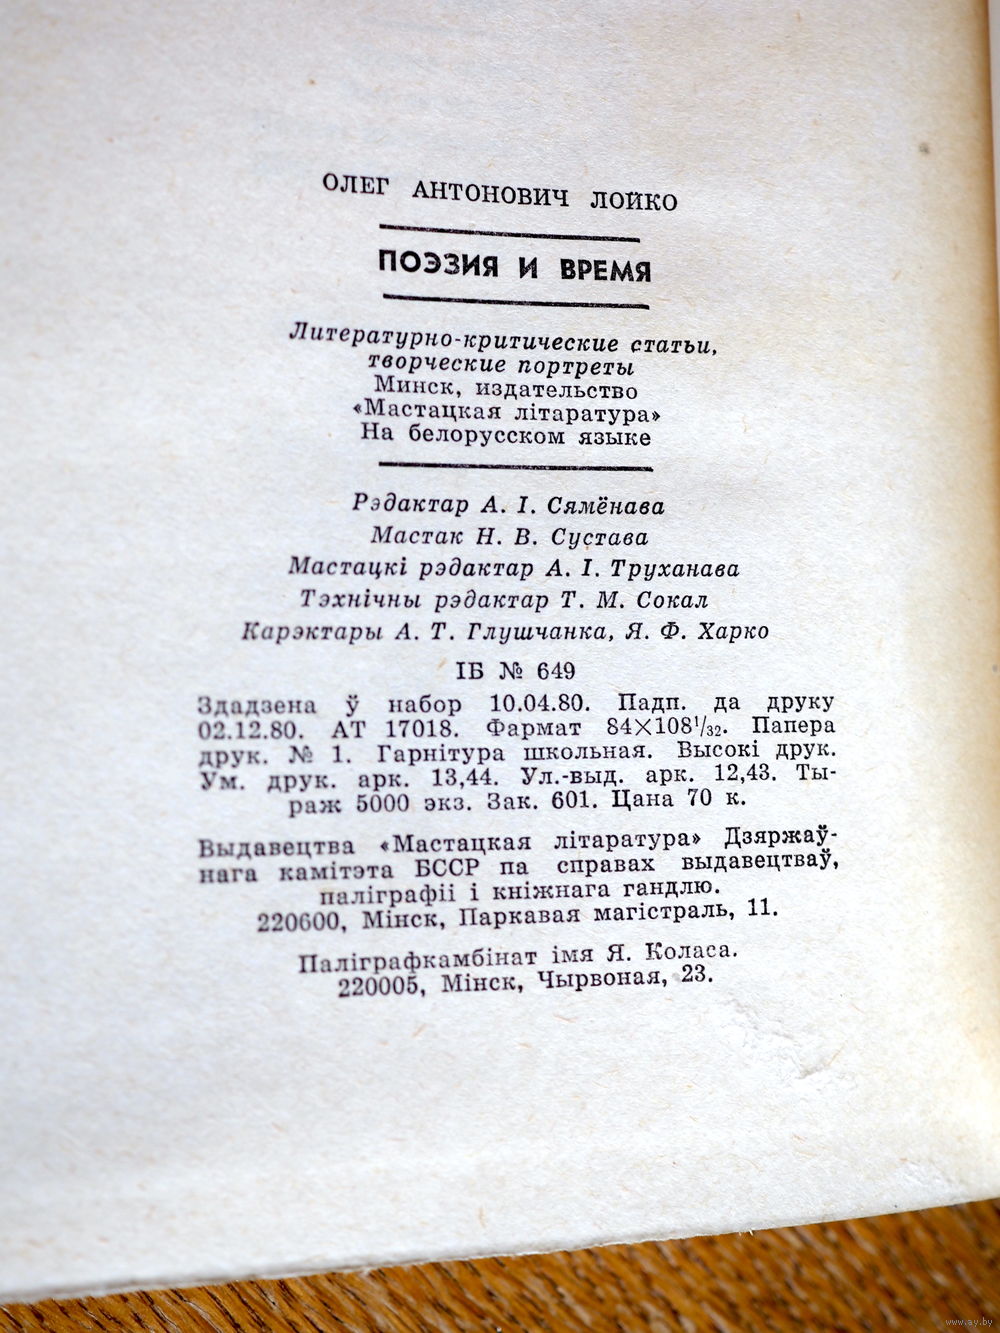 ОЛЕГ АНТОНОВИЧ ЛОЙКО
ПОЭЗИЯ И ВРЕМЯ
Литературно-критические статьи,
творческие портреты
Минск, издательство
«Мастацкая літаратура»
На белорусском языке
Рэдактар А. І. Сямёнава
Мастак Н. В. Сустава
Мастацкі рэдактар А. І. Труханава
Тэхнічны рэдактар Т. М. Сокал
Карэктары А. Т. Глушчанка, Я. Ф. Харко
ІБ № 649
Здадзена ў набор 10.04.80. Падп. да друку
02.12.80. АТ 17018. Фармат 84×108¹/₃₂. Папера
друк. № 1. Гарнітура школьная. Высокі друк.
Ум. друк. арк. 13,44. Ул.-выд. арк. 12,43. Ты-
раж 5000 экз. Зак. 601. Цана 70 к.
Выдавецтва «Мастацкая літаратура» Дзяржаў-
нага камітэта БССР па справах выдавецтваў,
паліграфіі і кніжнага гандлю.
220600, Мінск, Паркавая магістраль, 11.
Паліграфкамбінат імя Я. Коласа.
220005, Мінск, Чырвоная, 23.
www.ay.by